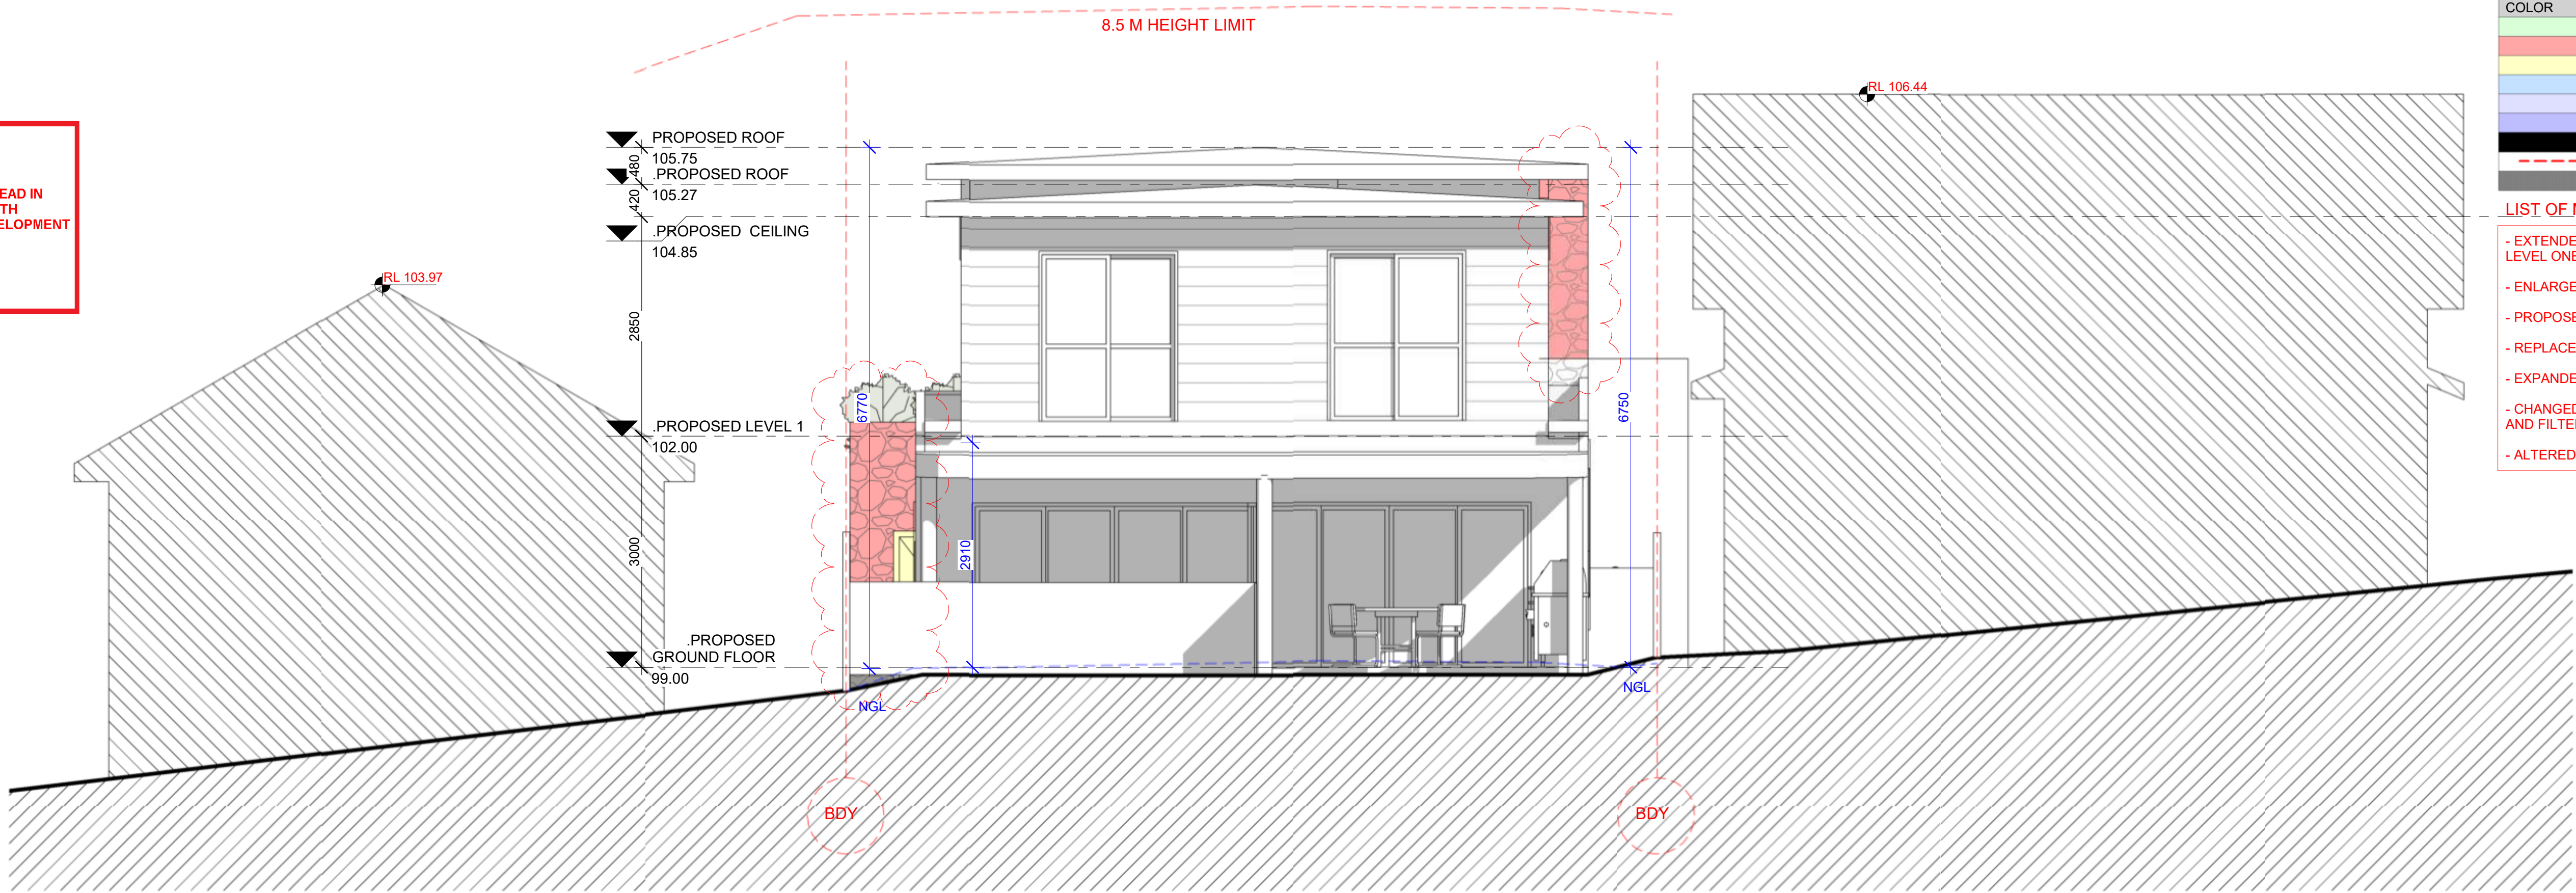 8.5 M HEIGHT LIMIT
COLOR
EAD IN
TH
ELOPMENT
RL 106.44
PROPOSED ROOF
105.75
480
.PROPOSED ROOF
105.27
420
.PROPOSED CEILING
104.85
LIST OF
- EXTENDE
LEVEL ONE
- ENLARGE
- PROPOSE
- REPLACE
- EXPANDE
- CHANGED
AND FILTE
- ALTERED
RL 103.97
2850
6770
6750
.PROPOSED LEVEL 1
102.00
3000
2910
.PROPOSED
GROUND FLOOR
99.00
NGL
NGL
BDY
BDY